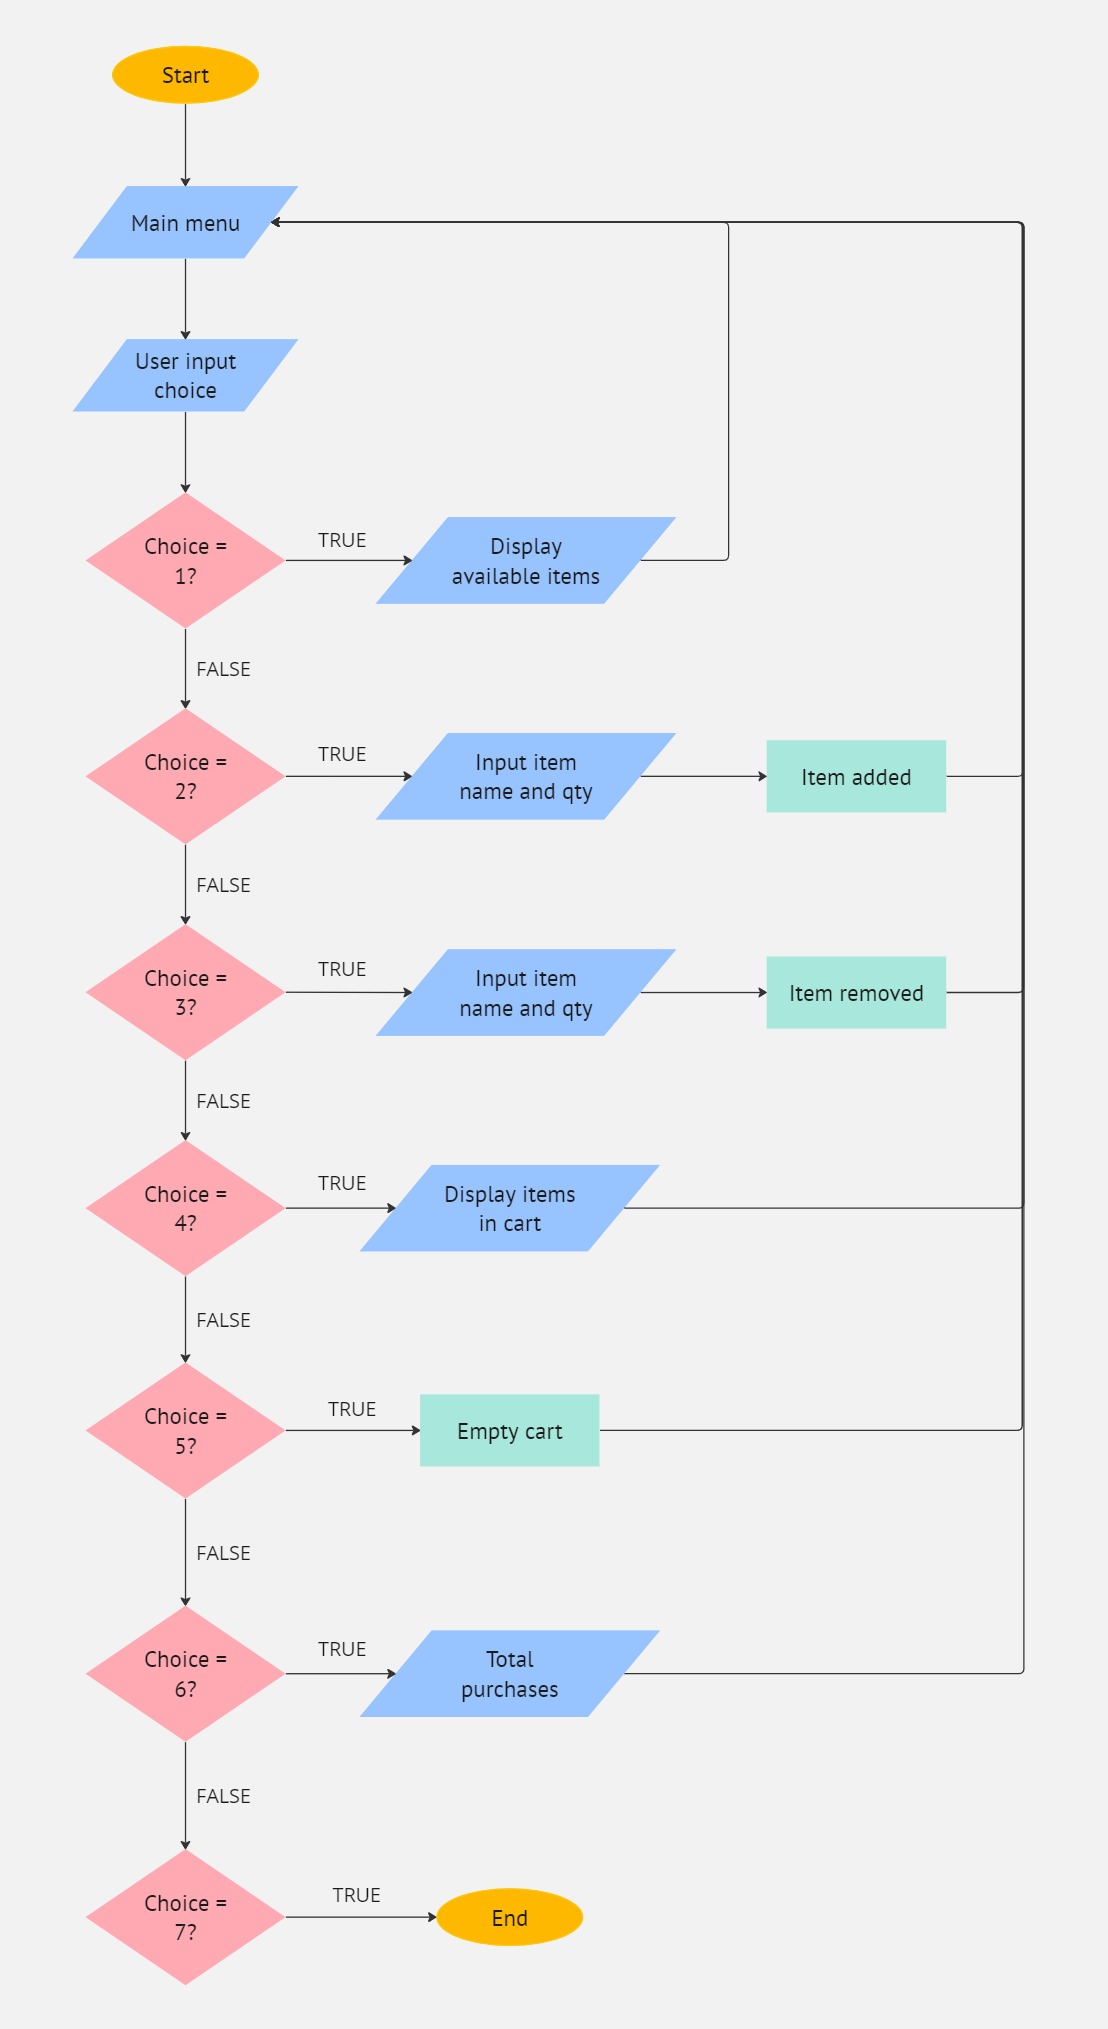 Start
Main menu
User input
choice
Choice =
1?
TRUE
Display
available items
FALSE
Choice =
2?
TRUE
Input item
name and qty
Item added
FALSE
Choice =
3?
TRUE
Input item
name and qty
Item removed
FALSE
Choice =
4?
TRUE
Display items
in cart
FALSE
Choice =
5?
TRUE
Empty cart
FALSE
Choice =
6?
TRUE
Total
purchases
FALSE
Choice =
7?
TRUE
End